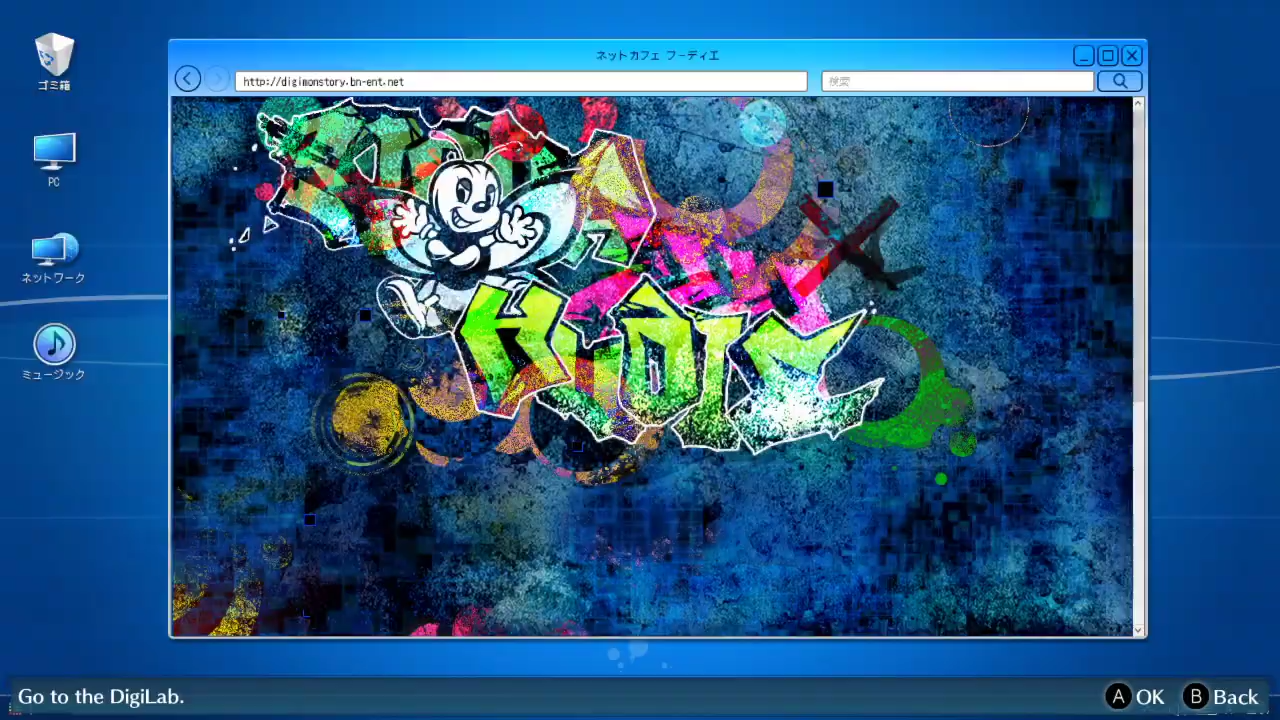 ネットカフェ フーディエ
http://digimonstory.bn-ent.net
検索
ゴミ箱
PC
ネットワーク
ミュージック
Go to the DigiLab.
A OK
B Back